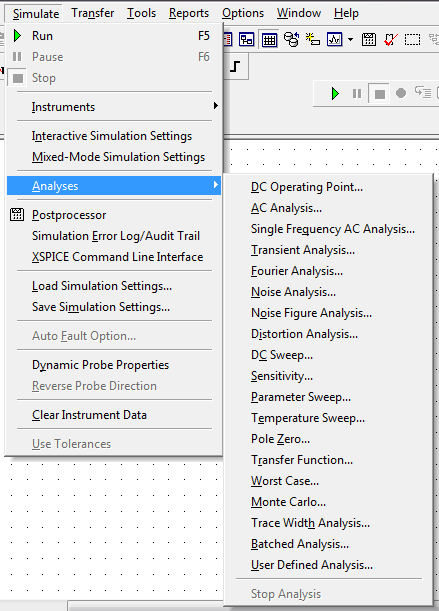 Simulate Transfer Tools Reports Options Window Help
Run F5
Pause F6
Stop
Instruments
Interactive Simulation Settings
Mixed-Mode Simulation Settings
Analyses
Postprocessor
Simulation Error Log/Audit Trail
XSPICE Command Line Interface
Load Simulation Settings...
Save Simulation Settings...
Auto Fault Option...
Dynamic Probe Properties
Reverse Probe Direction
Clear Instrument Data
Use Tolerances
DC Operating Point...
AC Analysis...
Single Frequency AC Analysis...
Transient Analysis...
Fourier Analysis...
Noise Analysis...
Noise Figure Analysis...
Distortion Analysis...
DC Sweep...
Sensitivity...
Parameter Sweep...
Temperature Sweep...
Pole Zero...
Transfer Function...
Worst Case...
Monte Carlo...
Trace Width Analysis...
Batched Analysis...
User Defined Analysis...
Stop Analysis